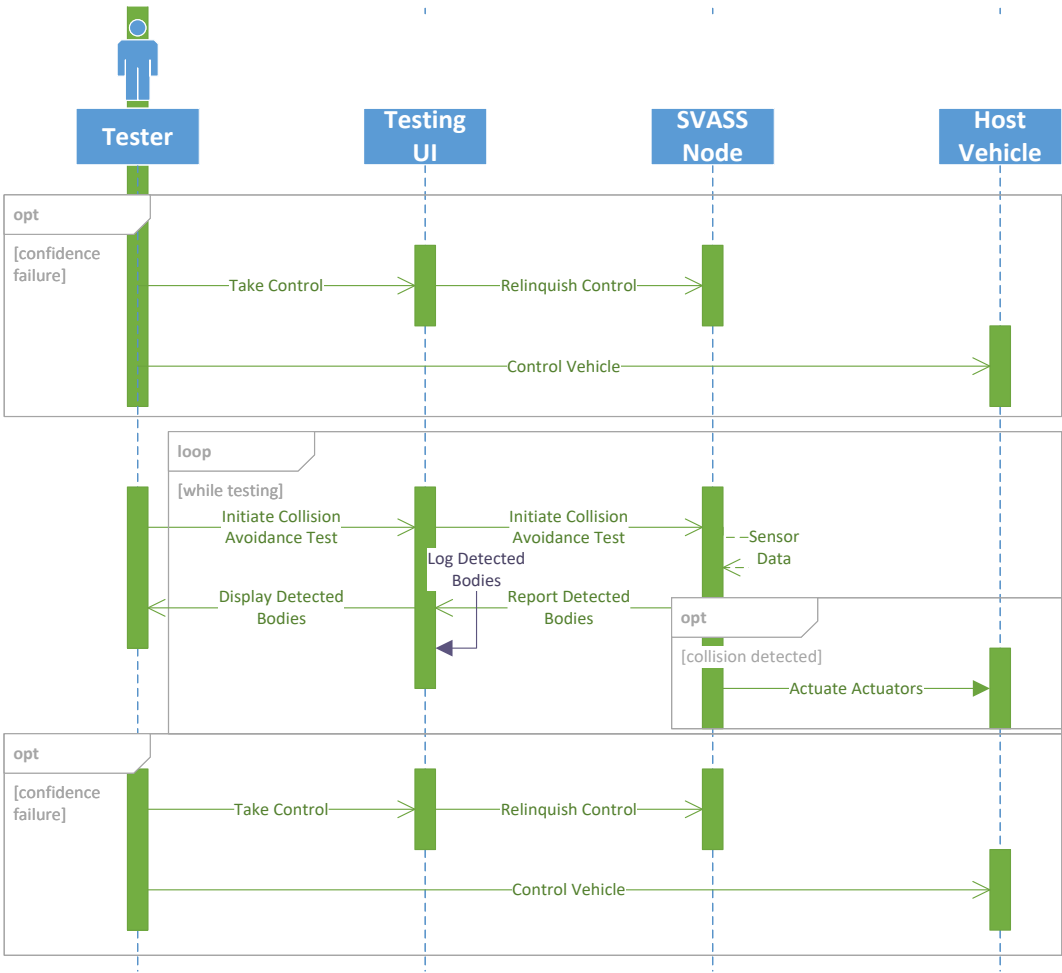 Tester
Testing
UI
SVASS
Node
Host
Vehicle
opt
[confidence
failure]
Take Control
Relinquish Control
Control Vehicle
loop
[while testing]
Initiate Collision
Avoidance Test
Initiate Collision
Avoidance Test
Sensor
Data
Log Detected
Bodies
Display Detected
Bodies
Report Detected
Bodies
opt
[collision detected]
Actuate Actuators
opt
[confidence
failure]
Take Control
Relinquish Control
Control Vehicle